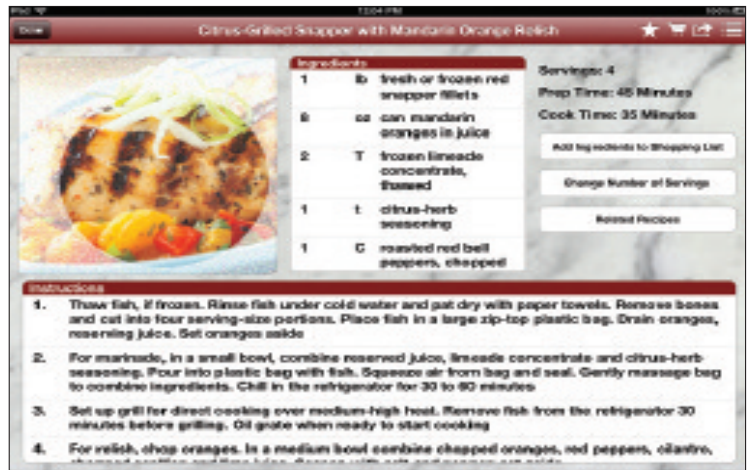 iPad
12:04 PM
100%
Done
Citrus-Grilled Snapper with Mandarin Orange Relish
Ingredients
1 lb fresh or frozen red
snapper fillets
8 oz can mandarin
oranges in juice
2 T frozen limeade
concentrate,
thawed
1 t citrus-herb
seasoning
1 C roasted red bell
peppers, chopped
Servings: 4
Prep Time: 45 Minutes
Cook Time: 35 Minutes
Add Ingredients to Shopping List
Change Number of Servings
Related Recipes
Instructions
1. Thaw fish, if frozen. Rinse fish under cold water and pat dry with paper towels. Remove bones
and cut into four serving-size portions. Place fish in a large zip-top plastic bag. Drain oranges,
reserving juice. Set oranges aside
2. For marinade, in a small bowl, combine reserved juice, limeade concentrate and citrus-herb
seasoning. Pour into plastic bag with fish. Squeeze air from bag and seal. Gently massage bag
to combine ingredients. Chill in the refrigerator for 30 to 60 minutes
3. Set up grill for direct cooking over medium-high heat. Remove fish from the refrigerator 30
minutes before grilling. Oil grate when ready to start cooking
4. For relish, chop oranges. In a medium bowl combine chopped oranges, red peppers, cilantro,